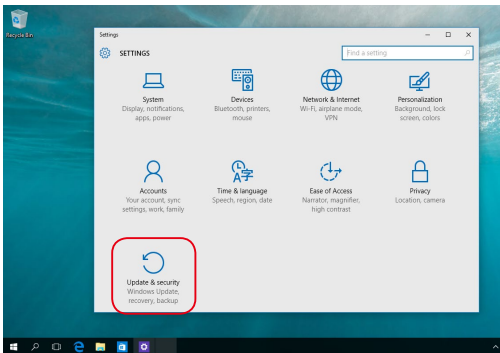 Recycle Bin
Settings
SETTINGS
Find a setting
System
Display, notifications,
apps, power
Devices
Bluetooth, printers,
mouse
Network & Internet
Wi-Fi, airplane mode,
VPN
Personalization
Background, lock
screen, colors
Accounts
Your account, sync
settings, work, family
Time & language
Speech, region, date
Ease of Access
Narrator, magnifier,
high contrast
Privacy
Location, camera
Update & security
Windows Update,
recovery, backup